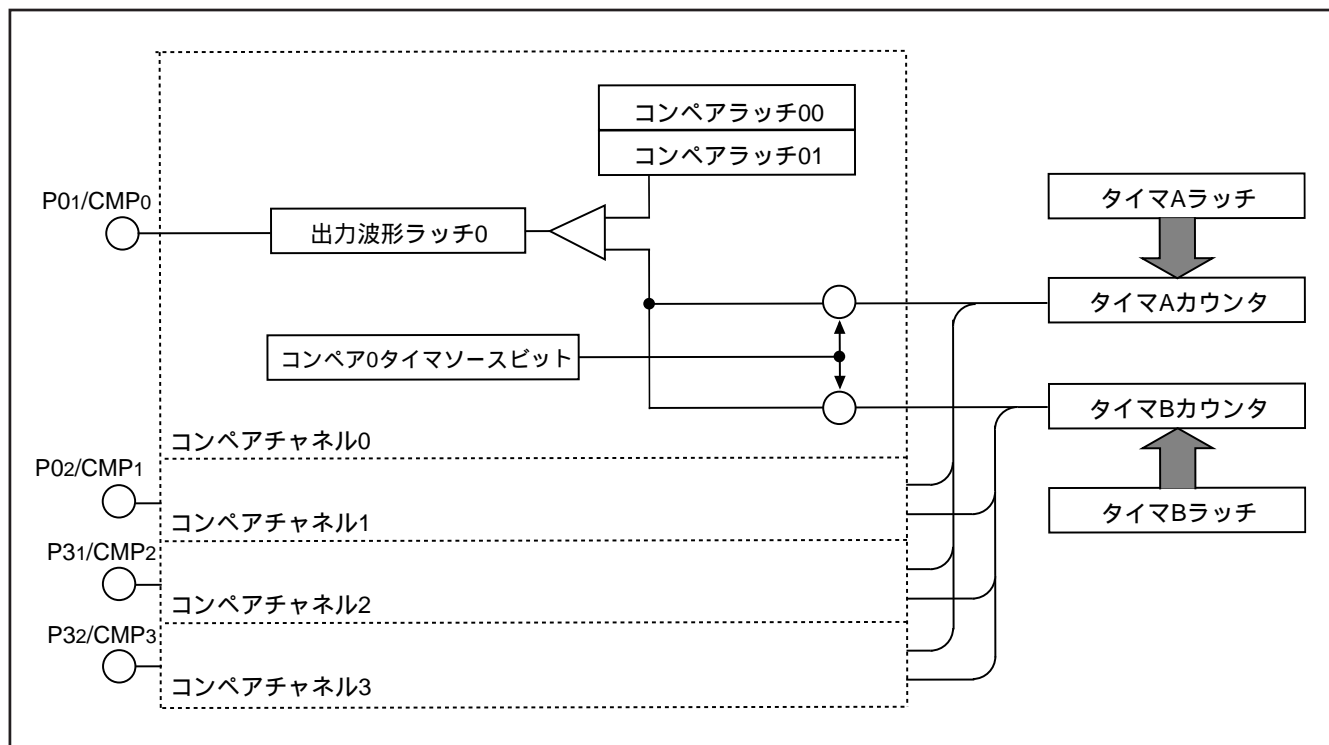 コンペアラッチ00
コンペアラッチ01
P01/CMP0
出力波形ラッチ0
タイマAラッチ
タイマAカウンタ
コンペア0タイマソースビット
タイマBカウンタ
コンペアチャネル0
P02/CMP1
タイマBラッチ
コンペアチャネル1
P31/CMP2
コンペアチャネル2
P32/CMP3
コンペアチャネル3